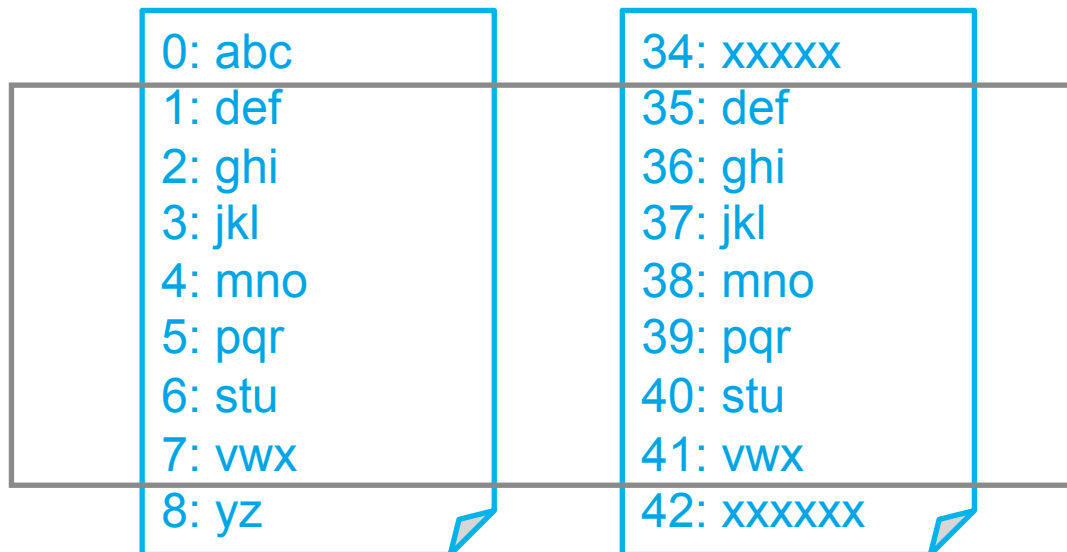 0: abc
1: def
2: ghi
3: jkl
4: mno
5: pqr
6: stu
7: vwx
8: yz
34: xxxxx
35: def
36: ghi
37: jkl
38: mno
39: pqr
40: stu
41: vwx
42: xxxxxx